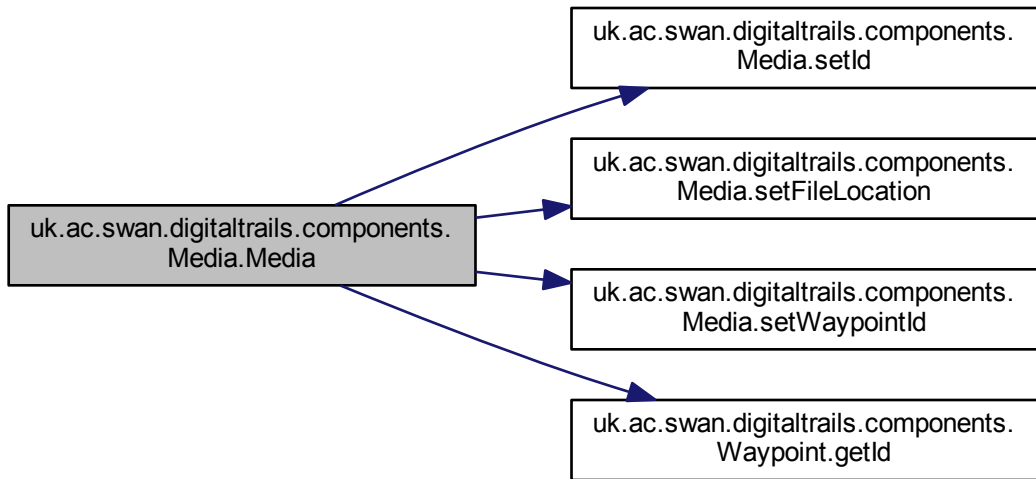 uk.ac.swan.digitaltrails.components.
Media.setId
uk.ac.swan.digitaltrails.components.
Media.setFileLocation
uk.ac.swan.digitaltrails.components.
Media.Media
uk.ac.swan.digitaltrails.components.
Media.setWaypointId
uk.ac.swan.digitaltrails.components.
Waypoint.getId